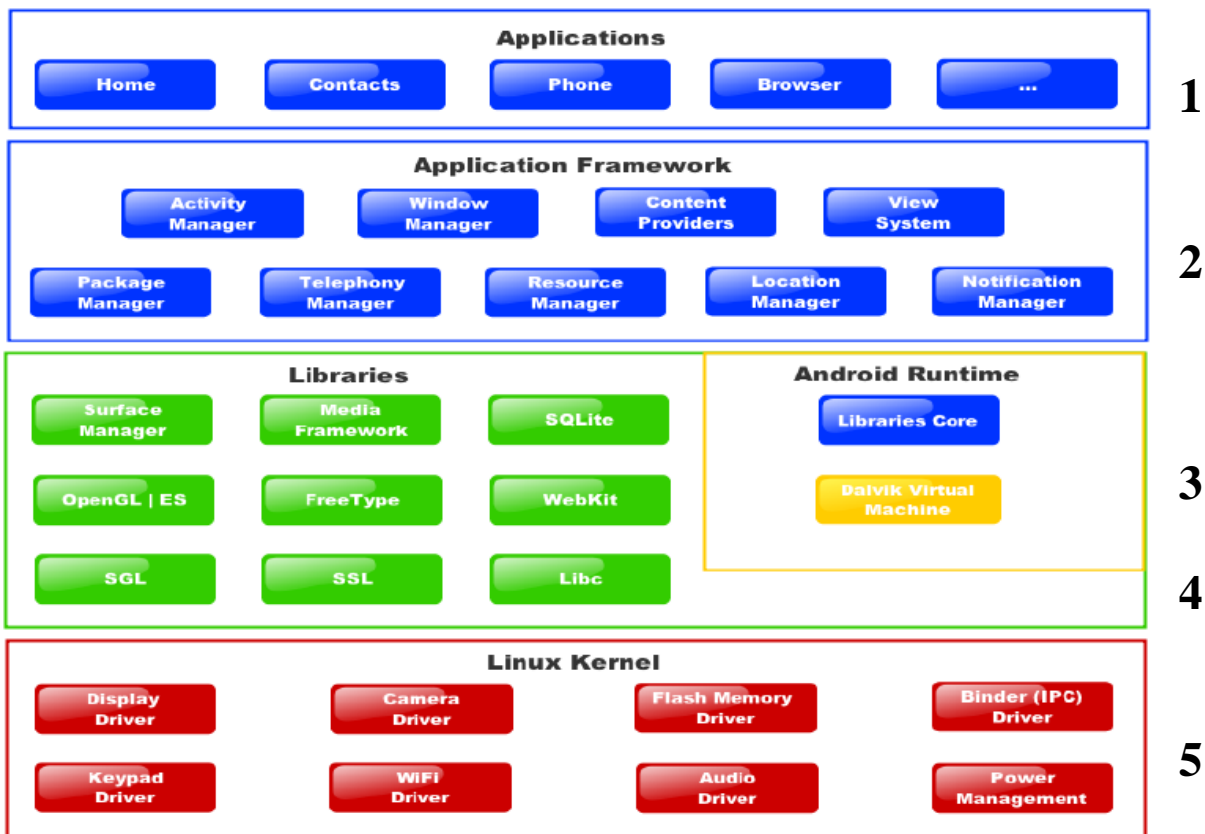 Applications
Home
Contacts
Phone
Browser
...
1
Application Framework
Activity
Manager
Window
Manager
Content
Providers
View
System
Package
Manager
Telephony
Manager
Resource
Manager
Location
Manager
Notification
Manager
2
Libraries
Surface
Manager
Media
Framework
SQLite
OpenGL | ES
FreeType
WebKit
SGL
SSL
Libc
Android Runtime
Libraries Core
Dalvik Virtual
Machine
3
4
Linux Kernel
Display
Driver
Camera
Driver
Flash Memory
Driver
Binder (IPC)
Driver
Keypad
Driver
WiFi
Driver
Audio
Driver
Power
Management
5